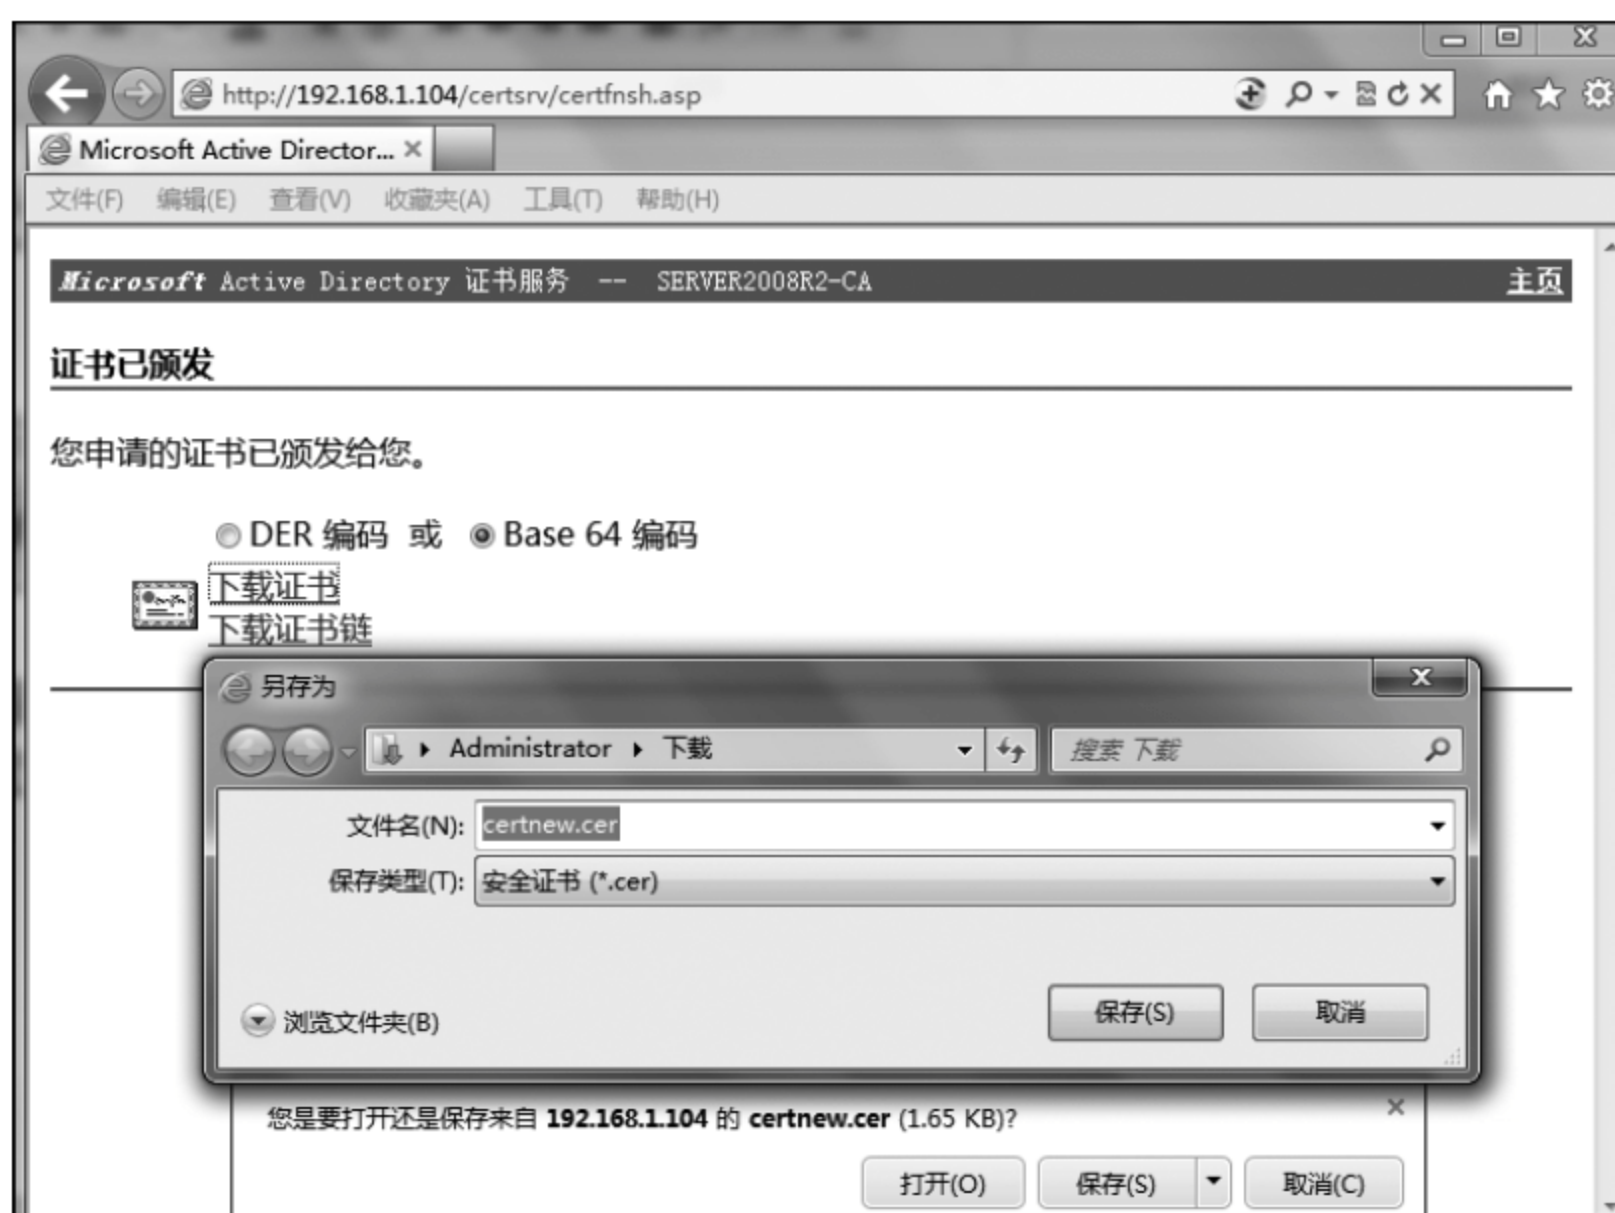 http://192.168.1.104/certsrv/certfnsh.asp
Microsoft Active Director...
文件(F) 编辑(E) 查看(V) 收藏夹(A) 工具(T) 帮助(H)
Microsoft Active Directory 证书服务 -- SERVER2008R2-CA 主页
证书已颁发
您申请的证书已颁发给您。
DER 编码 或 Base 64 编码
下载证书
下载证书链
另存为
Administrator 下载 搜索 下载
文件名(N): certnew.cer
保存类型(T): 安全证书 (*.cer)
浏览文件夹(B) 保存(S) 取消
您是要打开还是保存来自 192.168.1.104 的 certnew.cer (1.65 KB)?
打开(O) 保存(S) 取消(C)